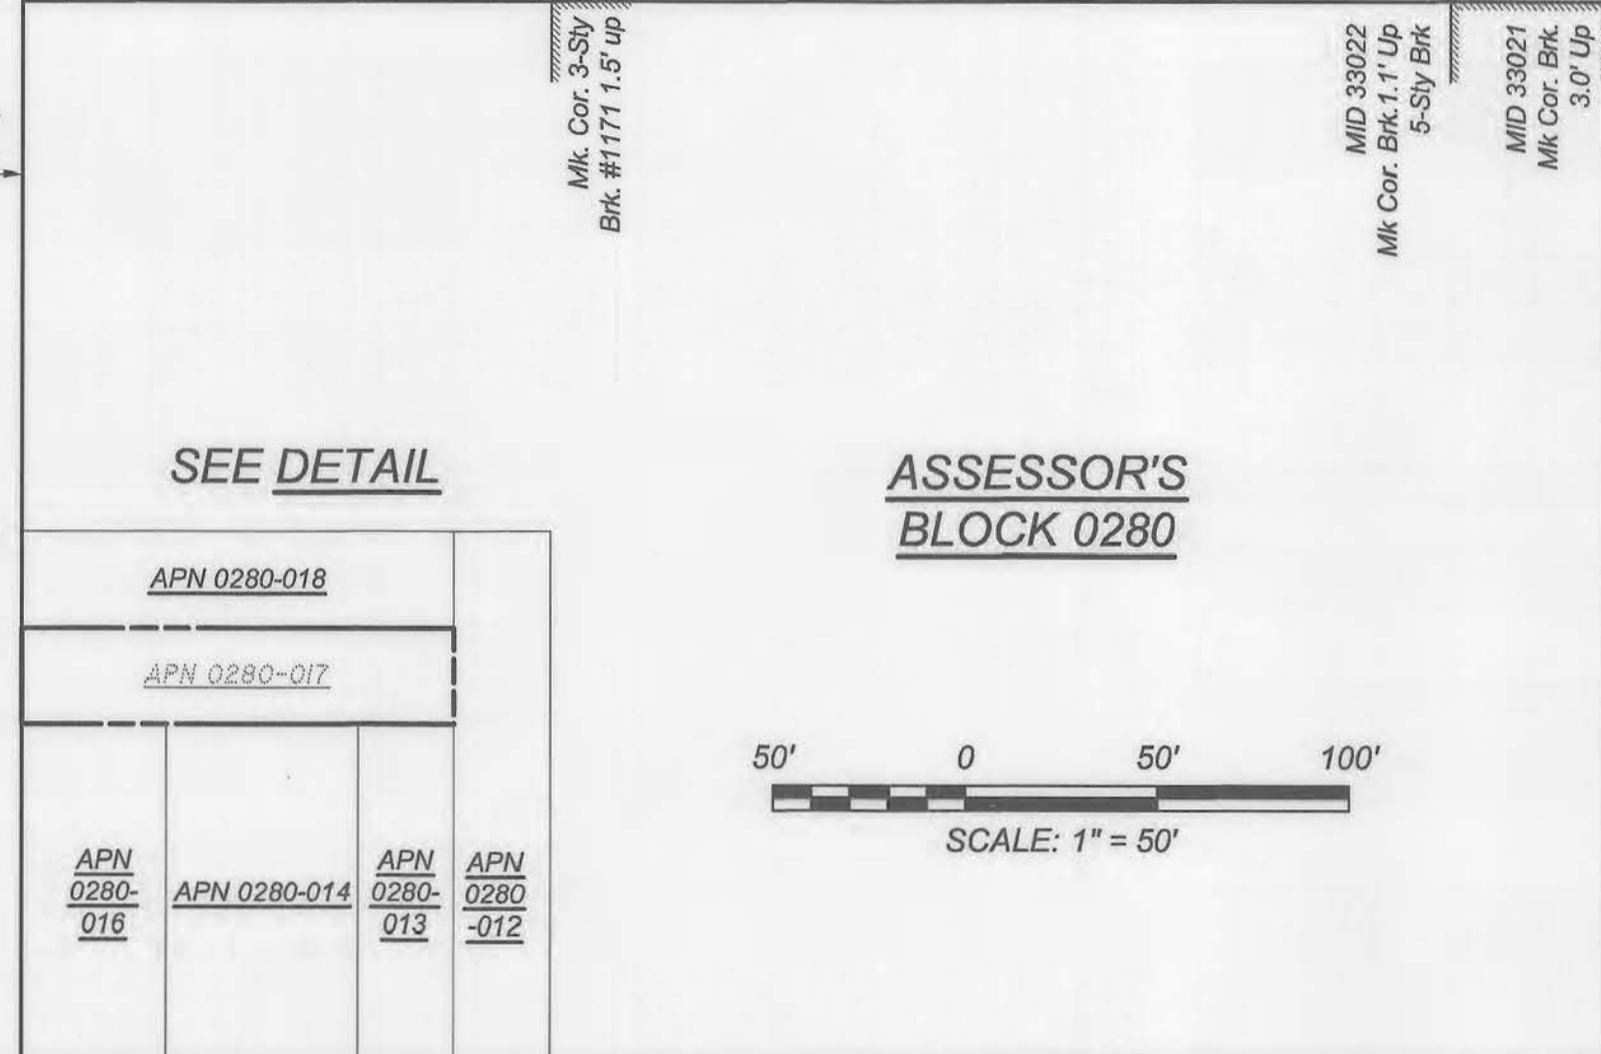 Mk. Cor. 3-Sty
Brk. #1171 1.5' up
MID 33022
Mk Cor. Brk.1.1' Up
5-Sty Brk
MID 33021
Mk Cor. Brk.
3.0' Up
SEE DETAIL
ASSESSOR'S
BLOCK 0280
APN 0280-018
APN 0280-017
50' 0 50' 100'
SCALE: 1" = 50'
APN
0280-
016
APN 0280-014
APN
0280-
013
APN
0280
-012